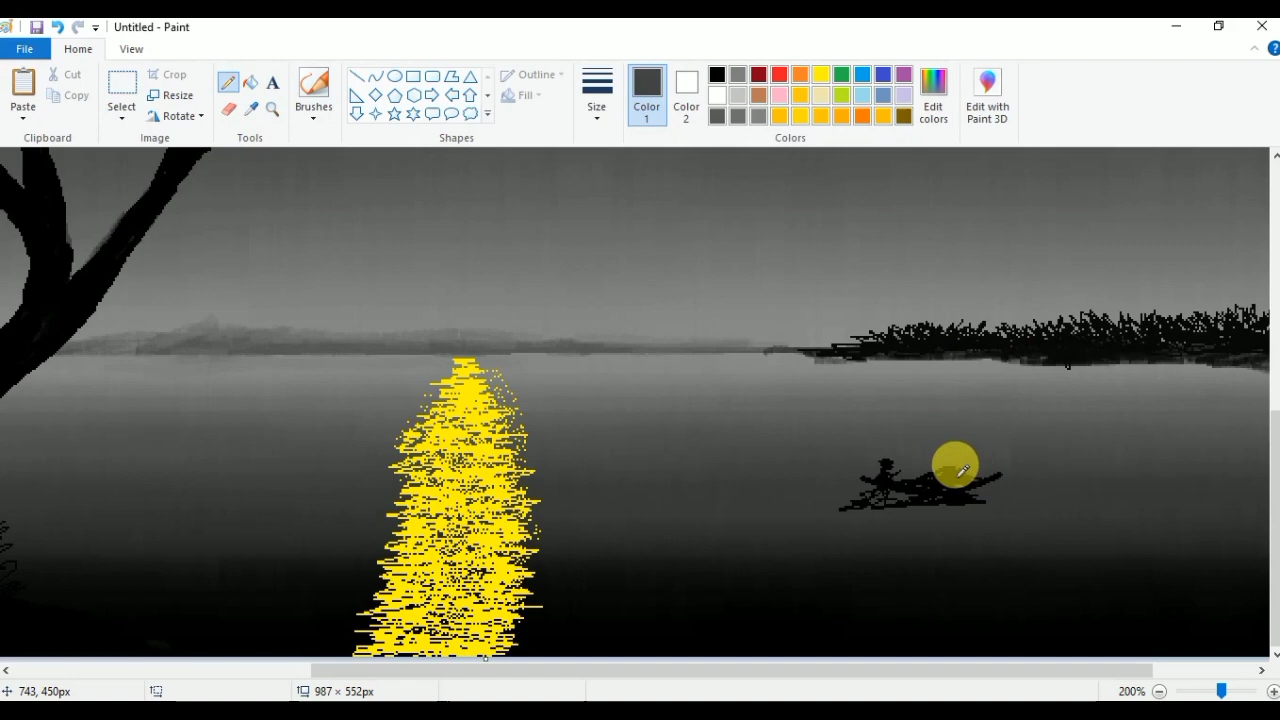 Untitled - Paint
File
Home
View
Paste
Cut
Copy
Clipboard
Select
Crop
Resize
Rotate
Image
A
Tools
Brushes
Outline
Fill
Shapes
Size
Color 1
Color 2
Edit colors
Colors
Edit with Paint 3D
743, 450px
987 × 552px
200%